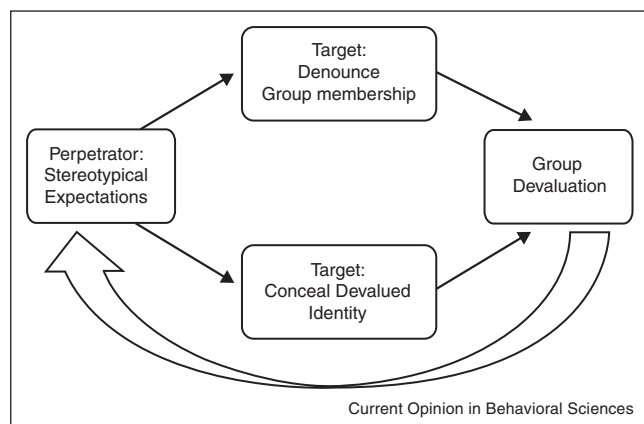 Target:
Denounce
Group membership
Perpetrator:
Stereotypical
Expectations
Group
Devaluation
Target:
Conceal Devalued
Identity
Current Opinion in Behavioral Sciences